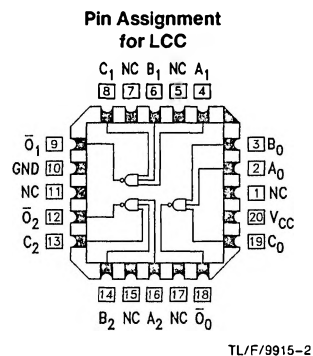 Pin Assignment
for LCC
C1 NC B1 NC A1
8 7 6 5 4
Ō1 9
GND 10
NC 11
Ō2 12
C2 13
3 B0
2 A0
1 NC
20 VCC
19 C0
14 15 16 17 18
B2 NC A2 NC Ō0
TL/F/9915-2